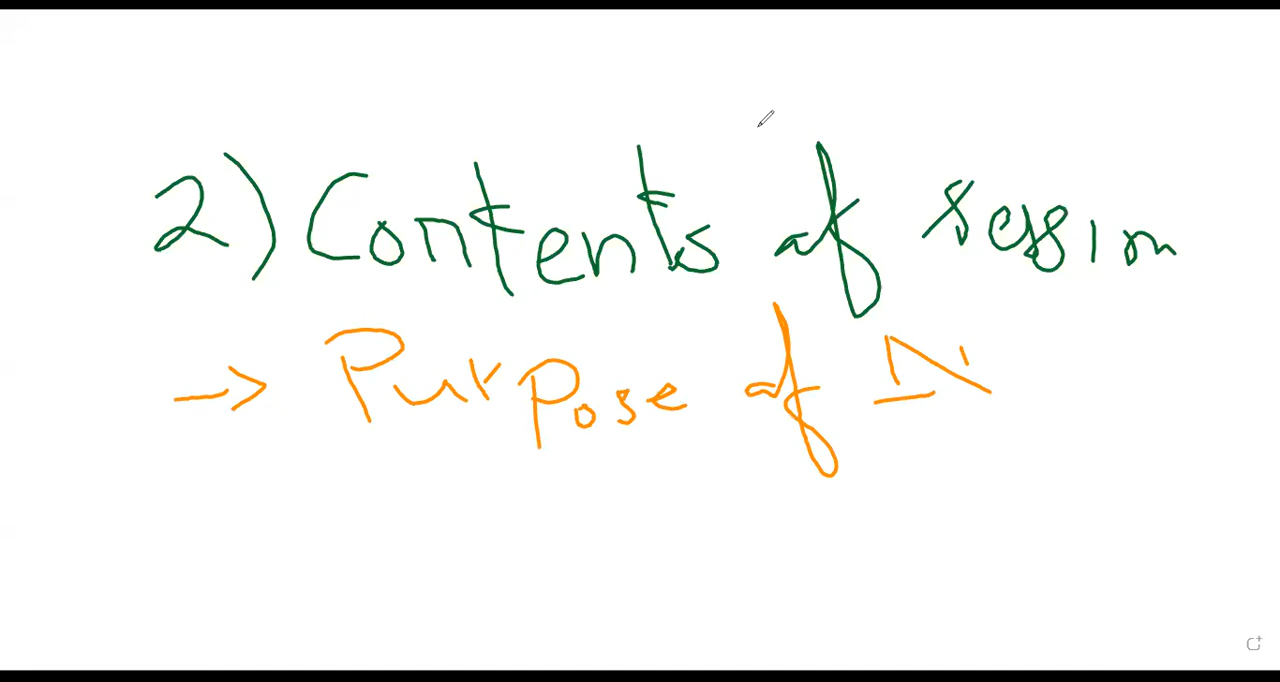 2) Contents of session
→ Purpose of